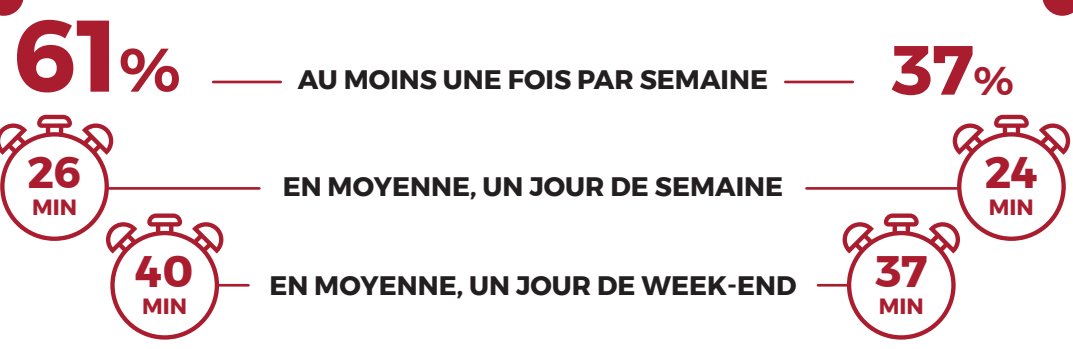 61% AU MOINS UNE FOIS PAR SEMAINE 37%
26 MIN EN MOYENNE, UN JOUR DE SEMAINE 24 MIN
40 MIN EN MOYENNE, UN JOUR DE WEEK-END 37 MIN